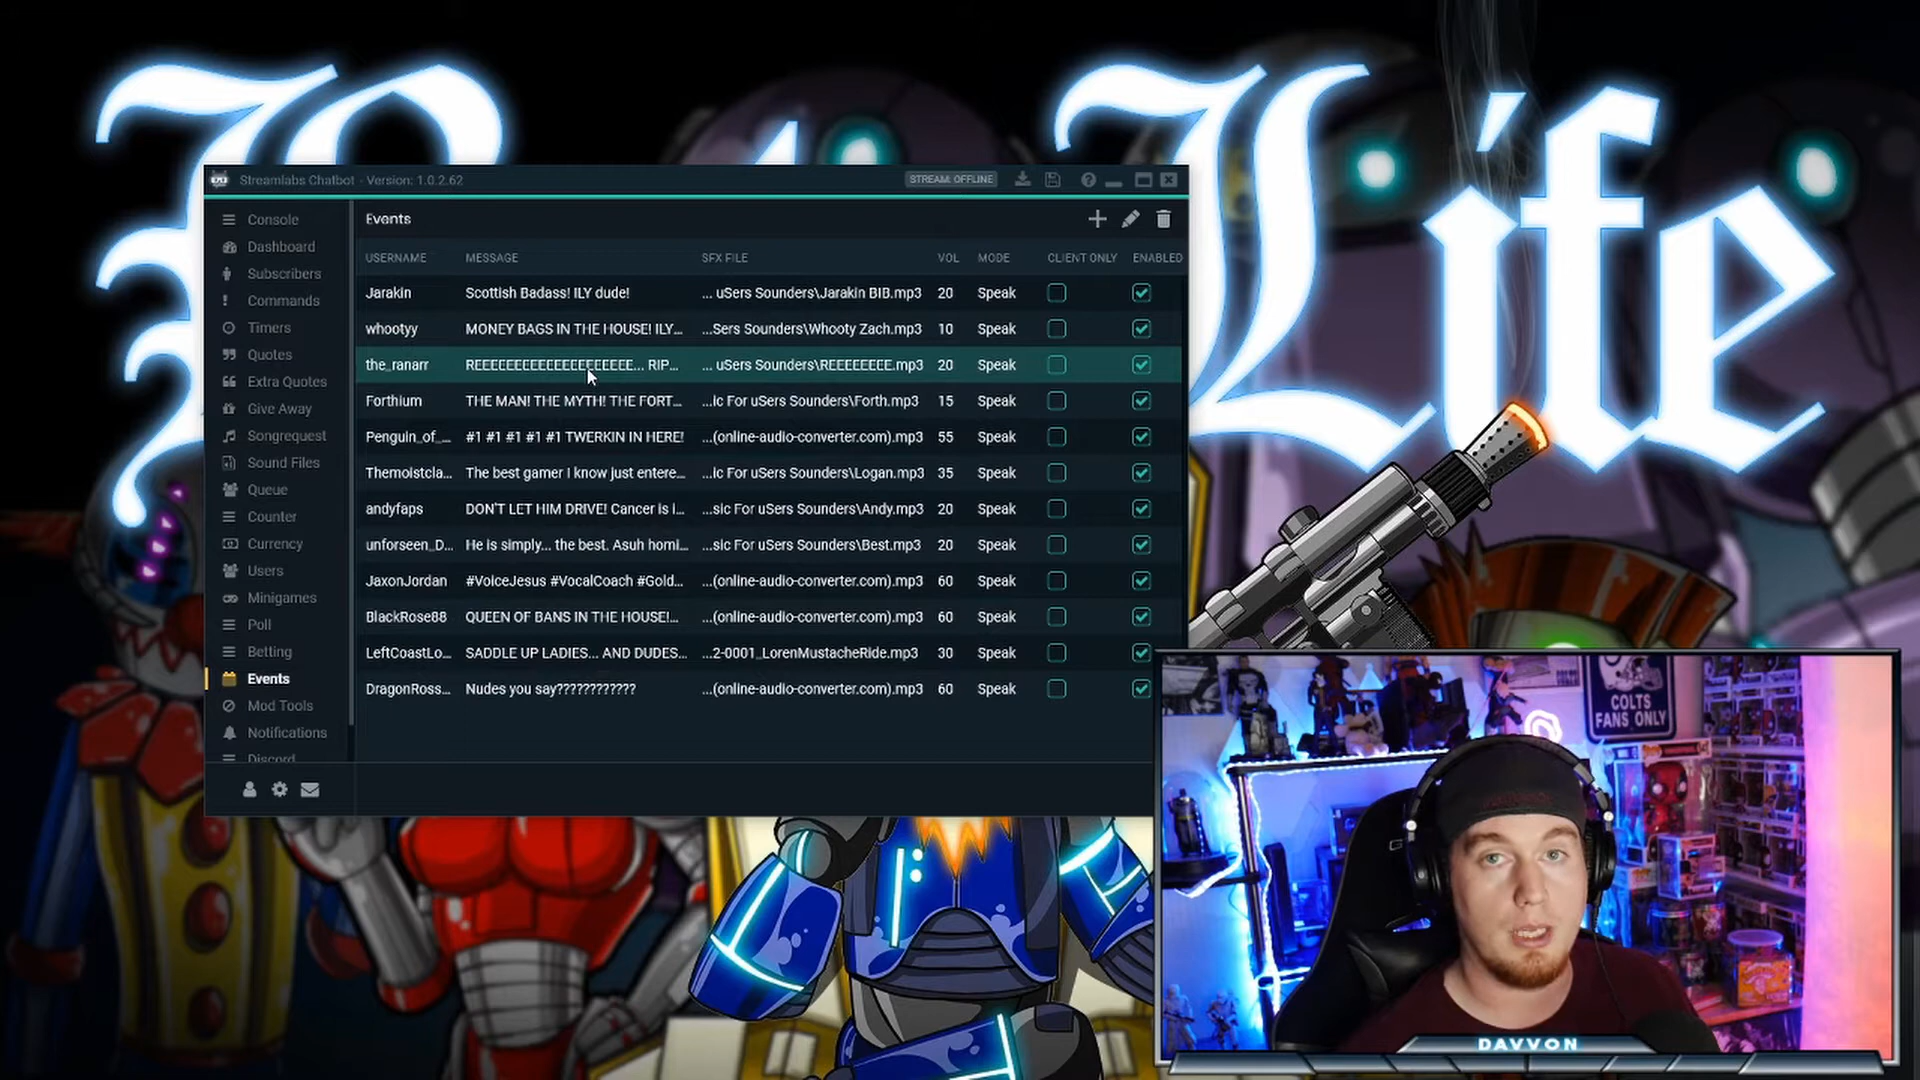 Life
Streamlabs Chatbot - Version: 1.0.2.62
STREAM: OFFLINE
Console
Dashboard
Subscribers
Commands
Timers
Quotes
Extra Quotes
Give Away
Songrequest
Sound Files
Queue
Counter
Currency
Users
Minigames
Poll
Betting
Events
Mod Tools
Notifications
Discord
Events
USERNAME MESSAGE SFX FILE VOL MODE CLIENT ONLY ENABLED
Jarakin Scottish Badass! ILY dude! ... uSers Sounders\Jarakin BIB.mp3 20 Speak
whootyy MONEY BAGS IN THE HOUSE! ILY... ...Sers Sounders\Whooty Zach.mp3 10 Speak
the_ranarr REEEEEEEEEEEEEEEEEEEEE... RIP... ... uSers Sounders\REEEEEEEE.mp3 20 Speak
Forthium THE MAN! THE MYTH! THE FORT... ...ic For uSers Sounders\Forth.mp3 15 Speak
Penguin_of_... #1 #1 #1 #1 #1 TWERKIN IN HERE! ...(online-audio-converter.com).mp3 55 Speak
Themoistcla... The best gamer I know just entere... ...ic For uSers Sounders\Logan.mp3 35 Speak
andyfaps DON'T LET HIM DRIVE! Cancer is i... ...sic For uSers Sounders\Andy.mp3 20 Speak
unforseen_D... He is simply... the best. Asuh homi... ...sic For uSers Sounders\Best.mp3 20 Speak
JaxonJordan #VoiceJesus #VocalCoach #Gold... ...(online-audio-converter.com).mp3 60 Speak
BlackRose88 QUEEN OF BANS IN THE HOUSE!... ...(online-audio-converter.com).mp3 60 Speak
LeftCoastLo... SADDLE UP LADIES... AND DUDES... ...2-0001_LorenMustacheRide.mp3 30 Speak
DragonRoss... Nudes you say???????????? ...(online-audio-converter.com).mp3 60 Speak
COLTS
FANS ONLY
DAVVON